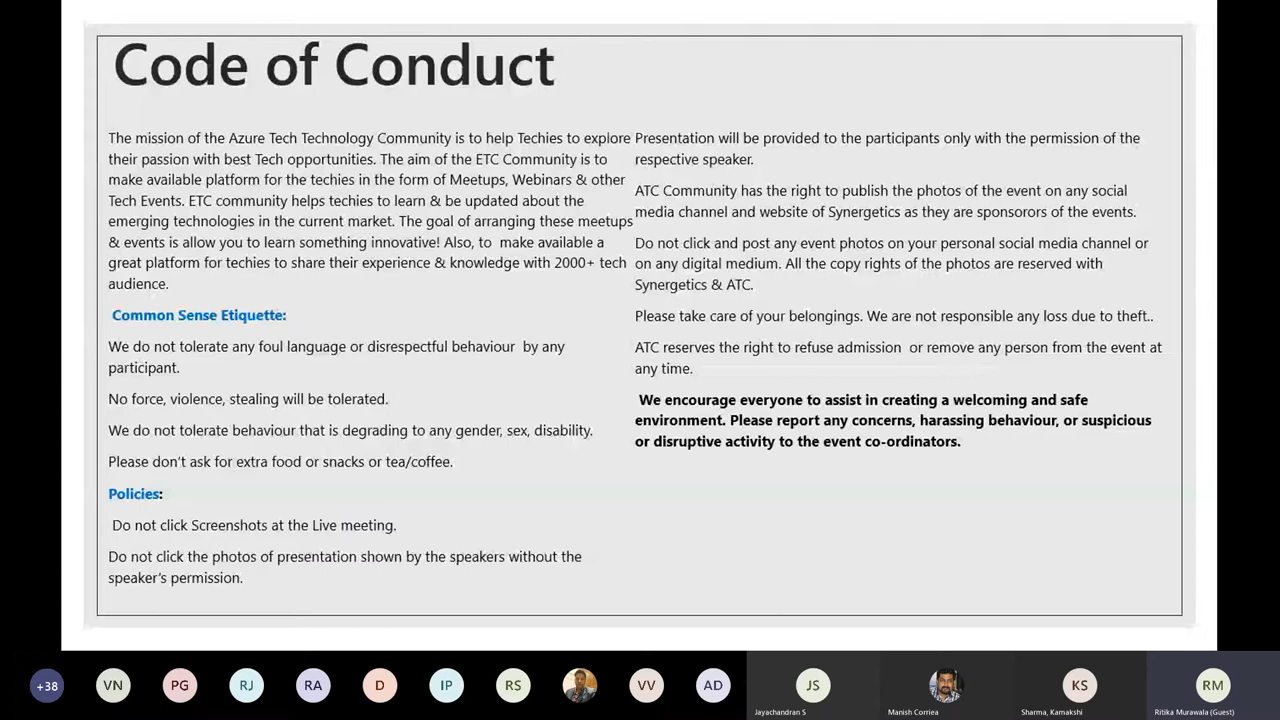 Code of Conduct
The mission of the Azure Tech Technology Community is to help Techies to explore
their passion with best Tech opportunities. The aim of the ETC Community is to
make available platform for the techies in the form of Meetups, Webinars & other
Tech Events. ETC community helps techies to learn & be updated about the
emerging technologies in the current market. The goal of arranging these meetups
& events is allow you to learn something innovative! Also, to  make available a
great platform for techies to share their experience & knowledge with 2000+ tech
audience.
Common Sense Etiquette:
We do not tolerate any foul language or disrespectful behaviour  by any
participant.
No force, violence, stealing will be tolerated.
We do not tolerate behaviour that is degrading to any gender, sex, disability.
Please don't ask for extra food or snacks or tea/coffee.
Policies:
Do not click Screenshots at the Live meeting.
Do not click the photos of presentation shown by the speakers without the
speaker's permission.
Presentation will be provided to the participants only with the permission of the
respective speaker.
ATC Community has the right to publish the photos of the event on any social
media channel and website of Synergetics as they are sponsorors of the events.
Do not click and post any event photos on your personal social media channel or
on any digital medium. All the copy rights of the photos are reserved with
Synergetics & ATC.
Please take care of your belongings. We are not responsible any loss due to theft..
ATC reserves the right to refuse admission  or remove any person from the event at
any time.
We encourage everyone to assist in creating a welcoming and safe
environment. Please report any concerns, harassing behaviour, or suspicious
or disruptive activity to the event co-ordinators.
+38
VN
PG
RJ
RA
D
IP
RS
VV
AD
JS
KS
RM
Jayachandran S
Manish Corriea
Sharma, Kamakshi
Ritika Murawala (Guest)